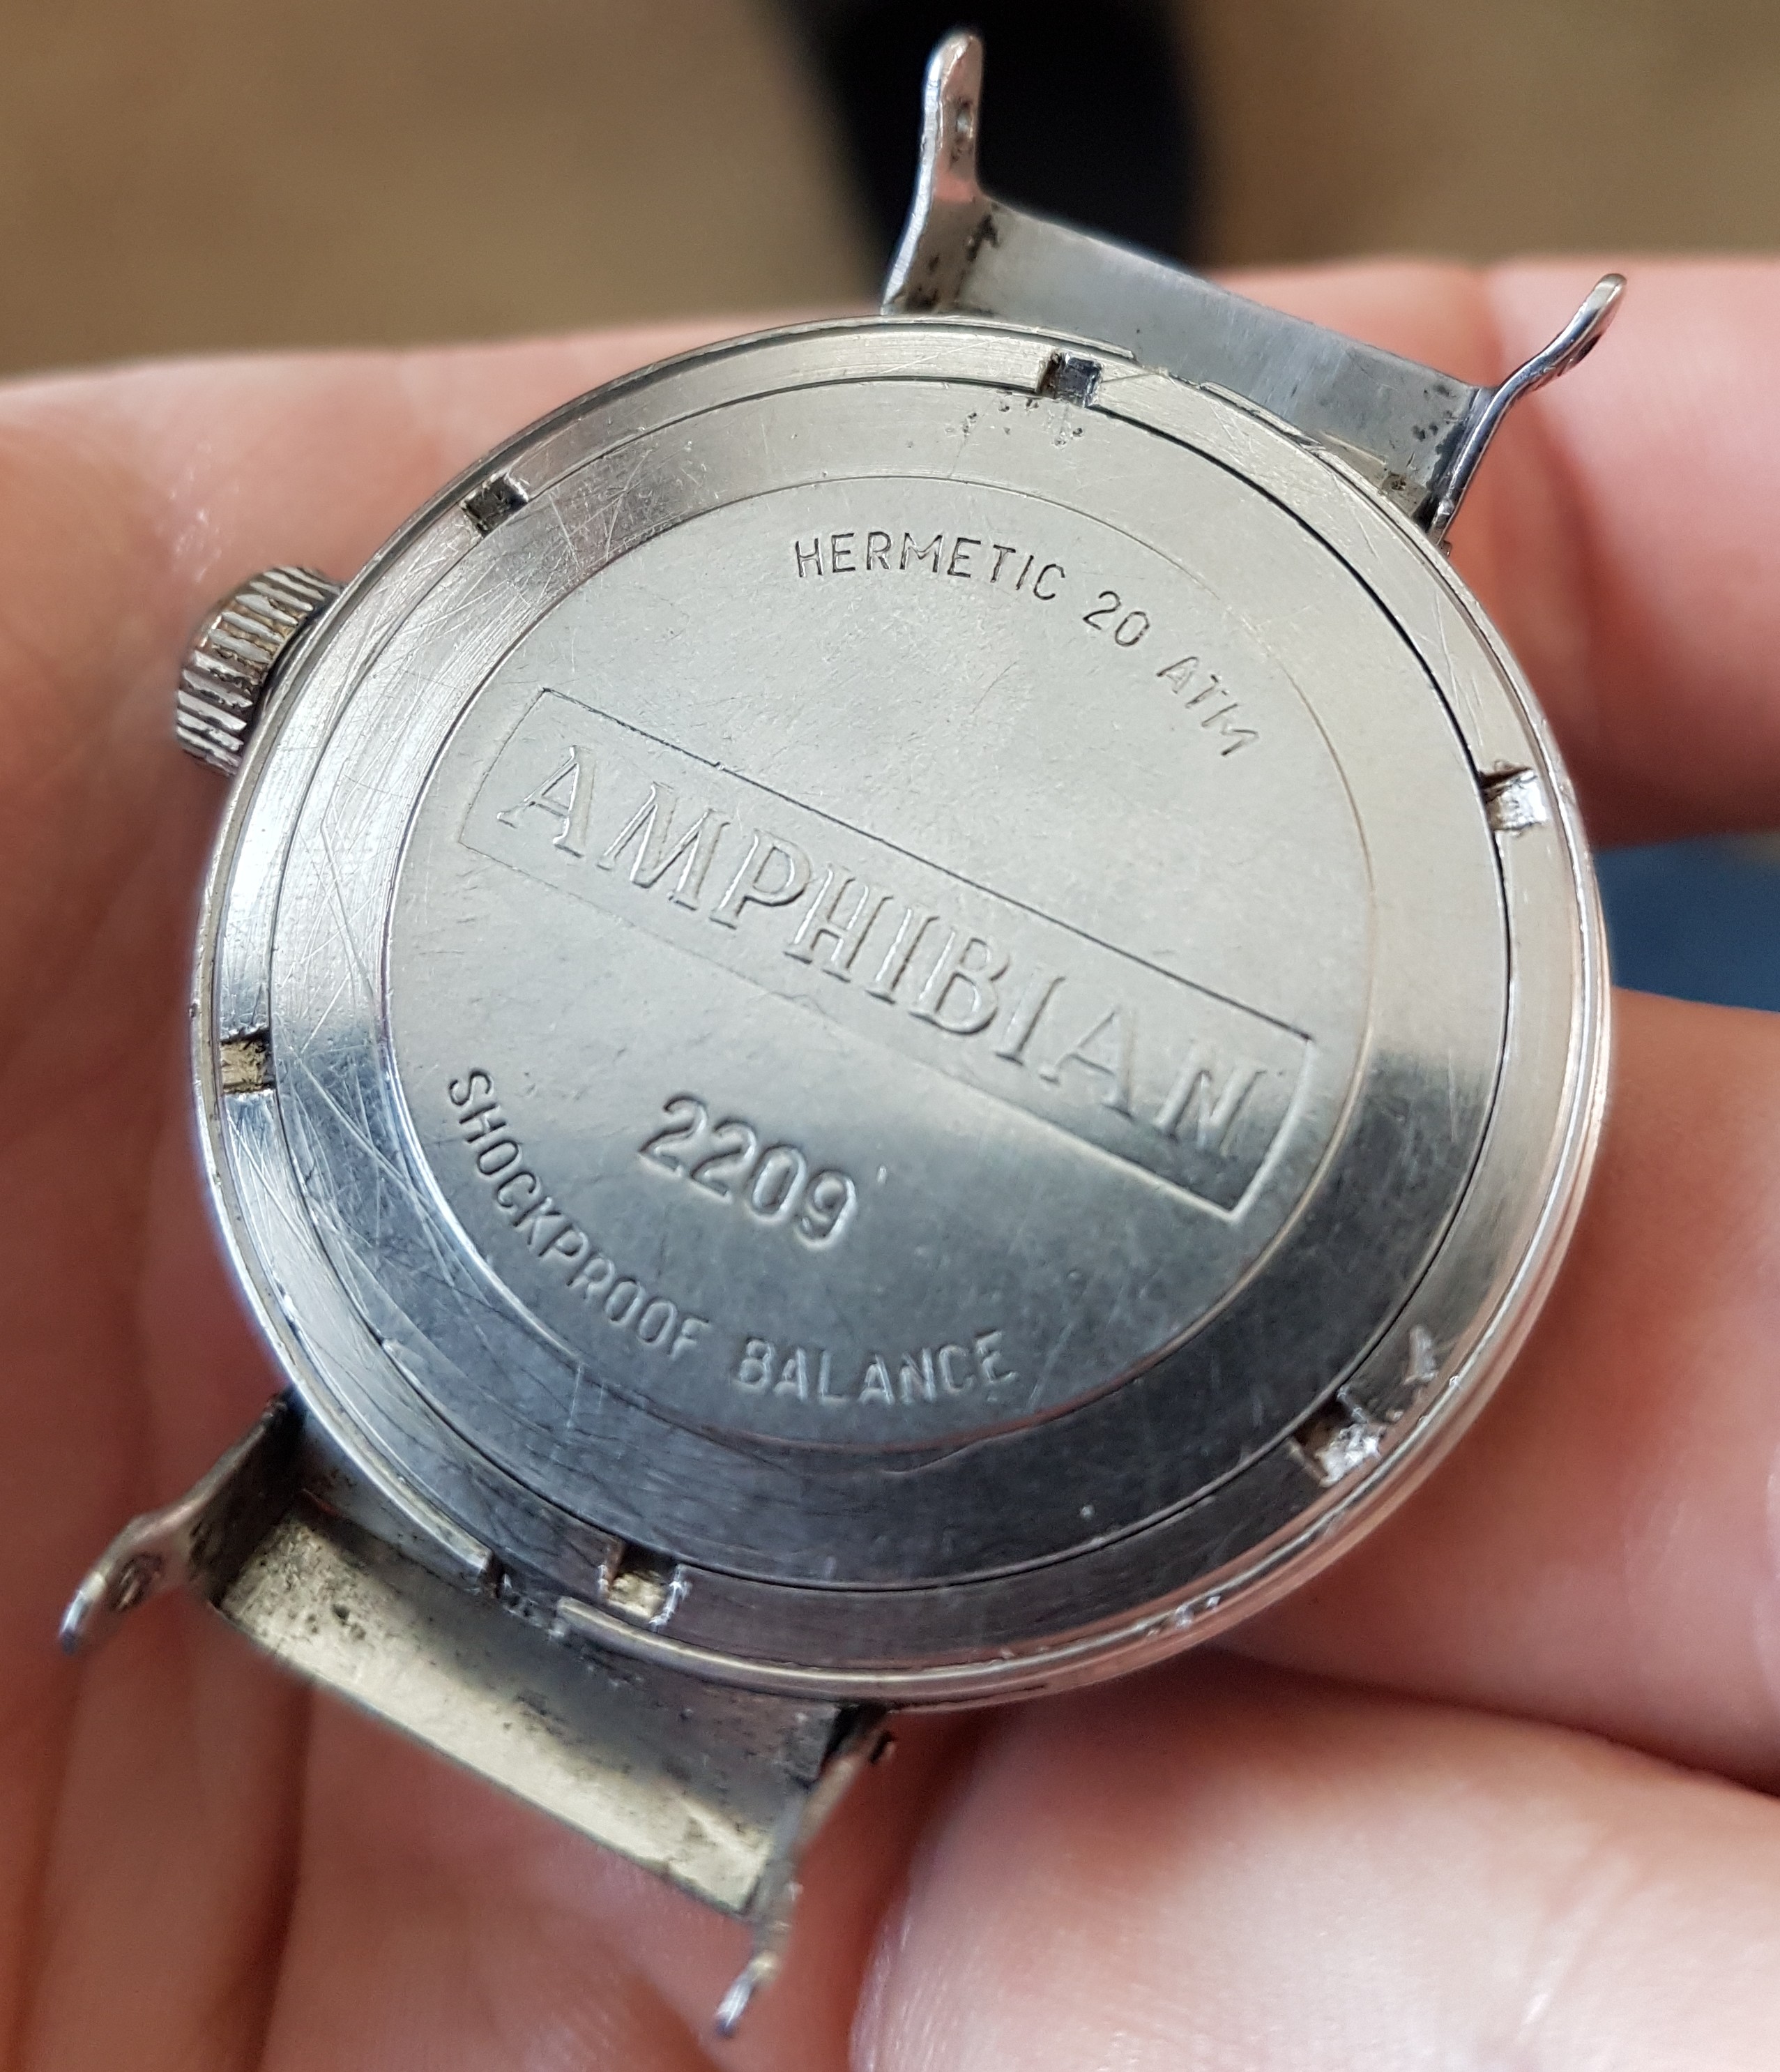 HERMETIC 20 ATM
AMPHIBIAN
2209
SHOCKPROOF BALANCE